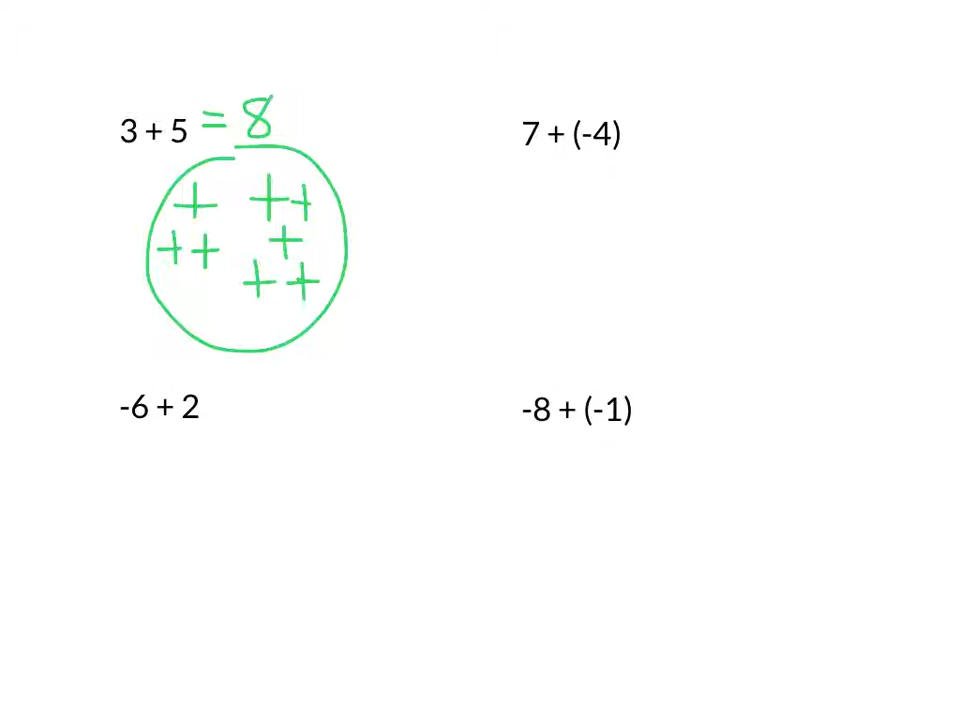 3 + 5 = 8
+ ++
++ +
++
7 + (-4)
-6 + 2
-8 + (-1)